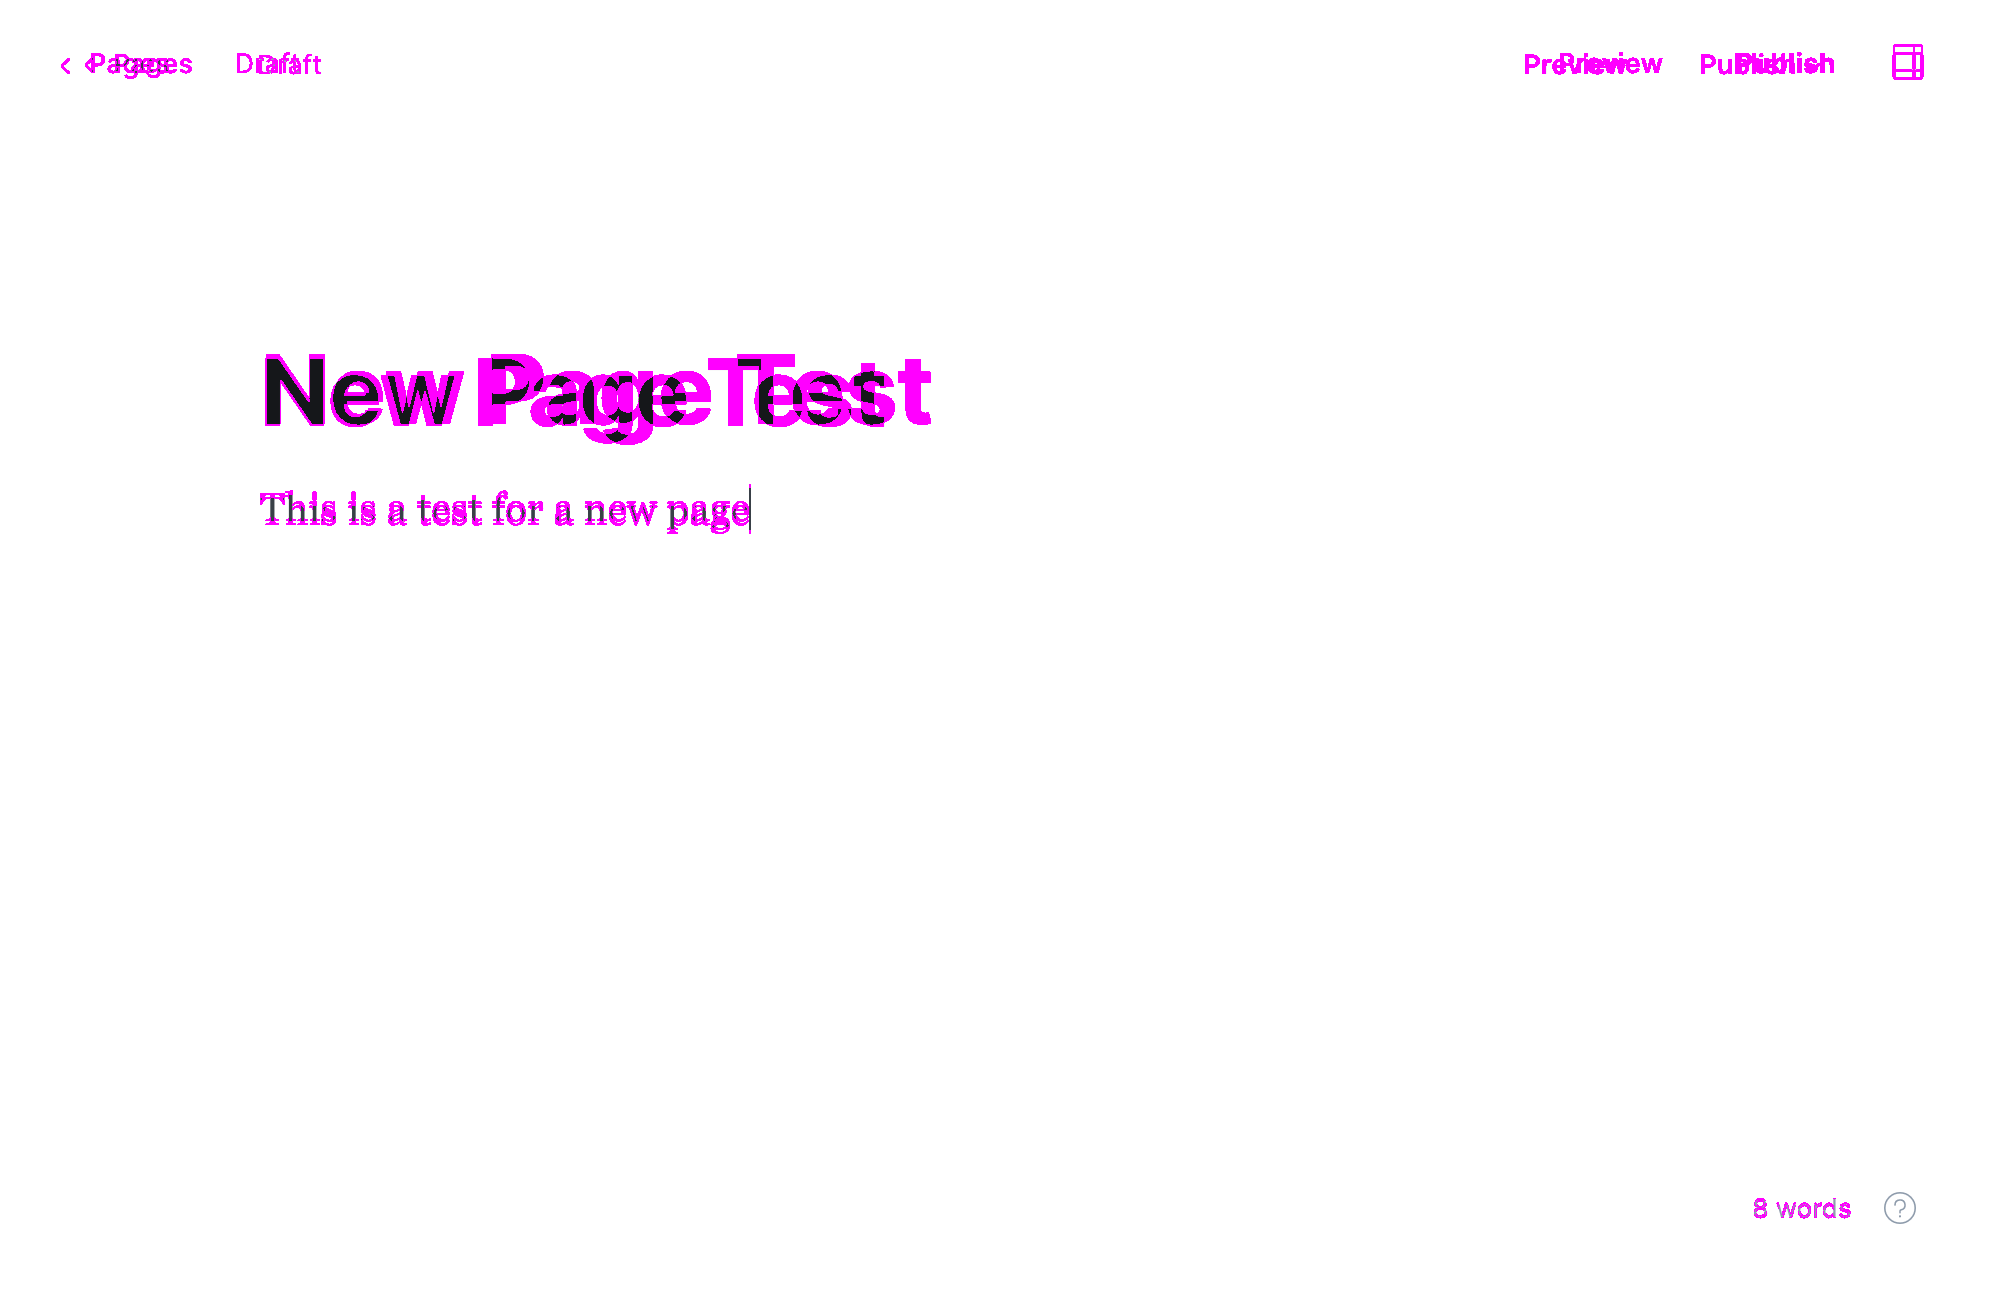 Pages Draft Preview Publish
New Page Test
This is a test for a new page
8 words
?